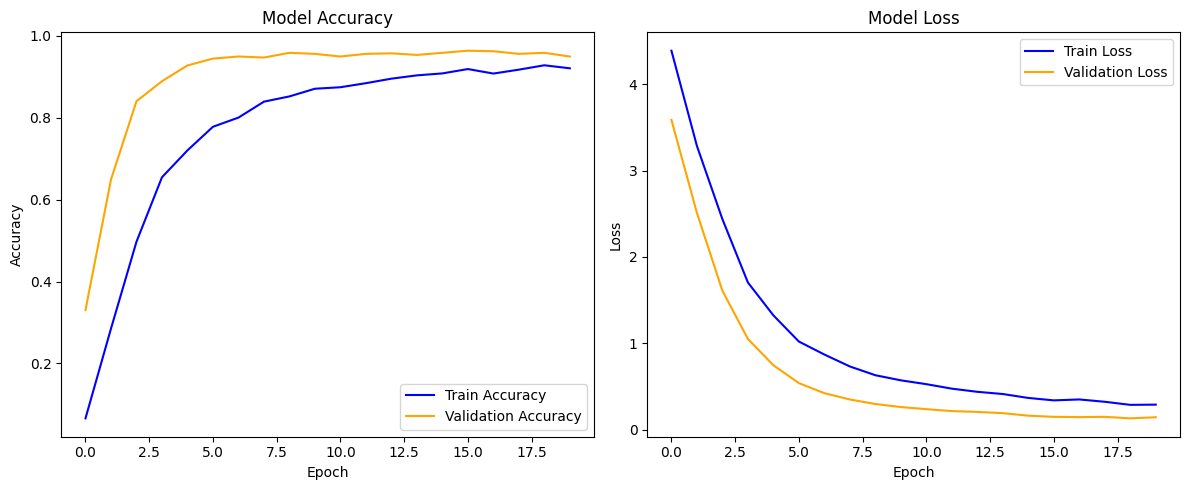 Model Accuracy
1.0
0.8
0.6
0.4
0.2
Accuracy
Train Accuracy
Validation Accuracy
0.0 2.5 5.0 7.5 10.0 12.5 15.0 17.5
Epoch
Model Loss
Train Loss
Validation Loss
4
3
2
1
0
Loss
0.0 2.5 5.0 7.5 10.0 12.5 15.0 17.5
Epoch